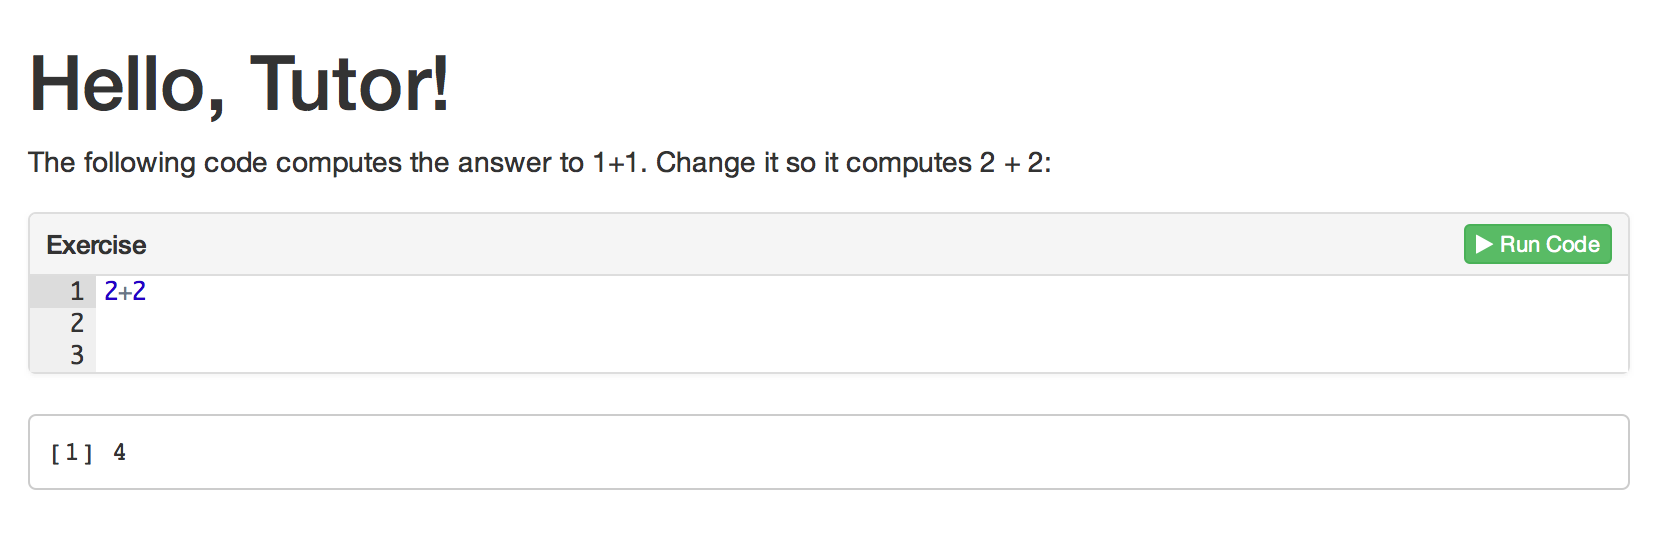 Hello, Tutor!
The following code computes the answer to 1+1. Change it so it computes 2 + 2:
Exercise
Run Code
1 2+2
2
3
[1] 4